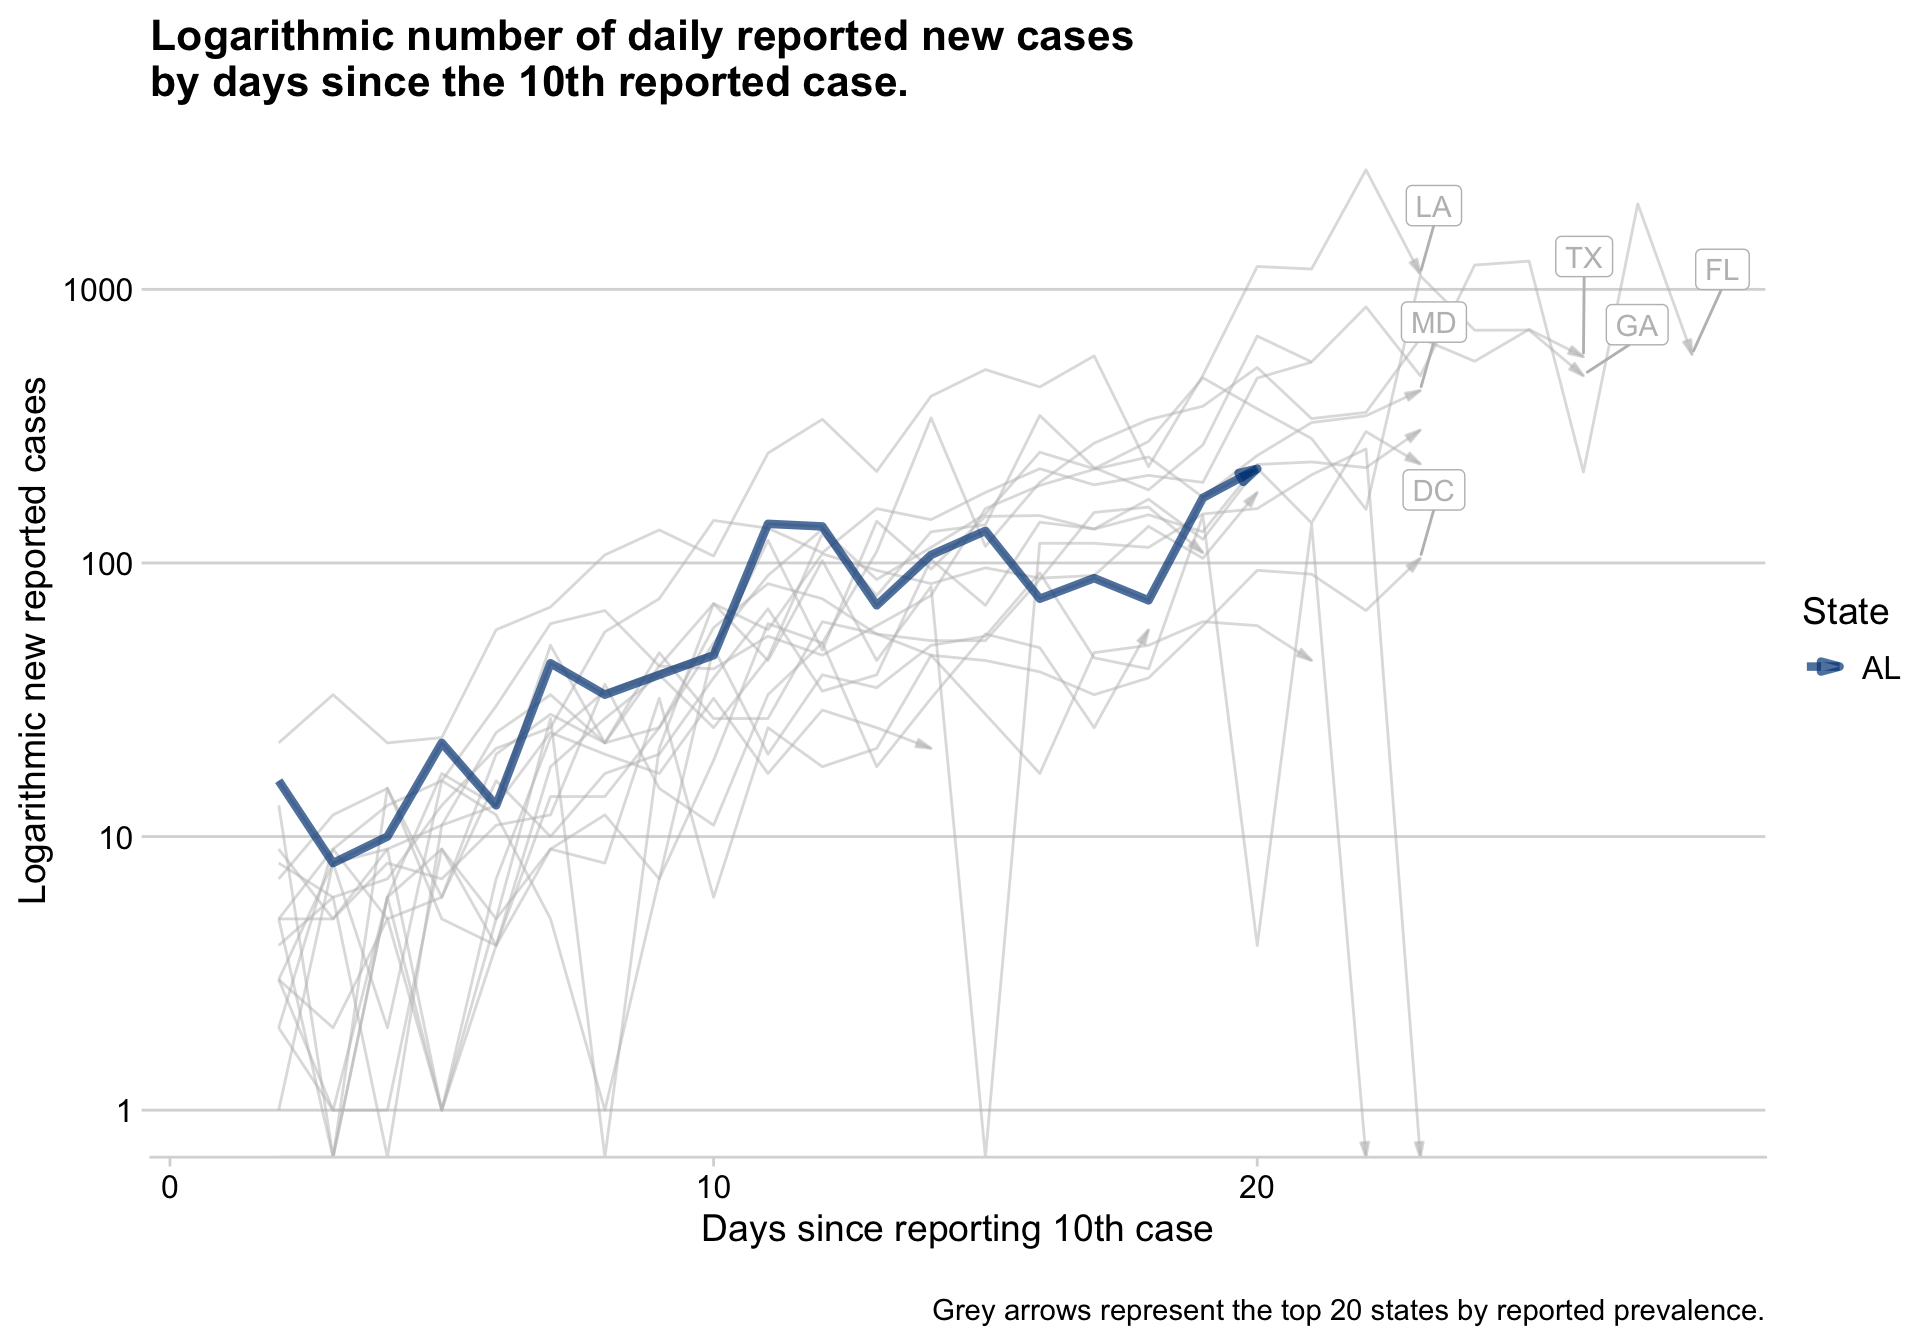 Logarithmic number of daily reported new cases
by days since the 10th reported case.
Logarithmic new reported cases
1000
100
10
1
LA
TX
FL
MD
GA
DC
State
AL
0
10
20
Days since reporting 10th case
Grey arrows represent the top 20 states by reported prevalence.